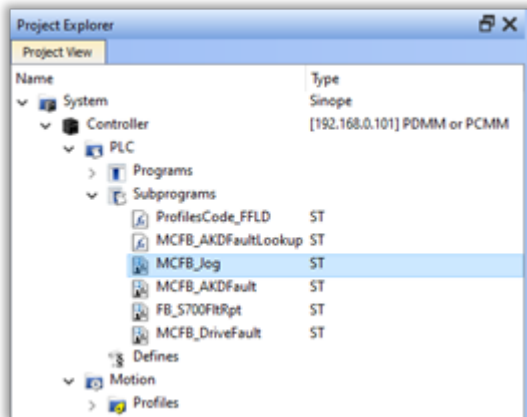 Project Explorer
Project View
Name Type
System Sinope
Controller [192.168.0.101] PDMM or PCMM
PLC
Programs
Subprograms
ProfilesCode_FFLD ST
MCFB_AKDFaultLookup ST
MCFB_Jog ST
MCFB_AKDFault ST
FB_S700FltRpt ST
MCFB_DriveFault ST
Defines
Motion
Profiles